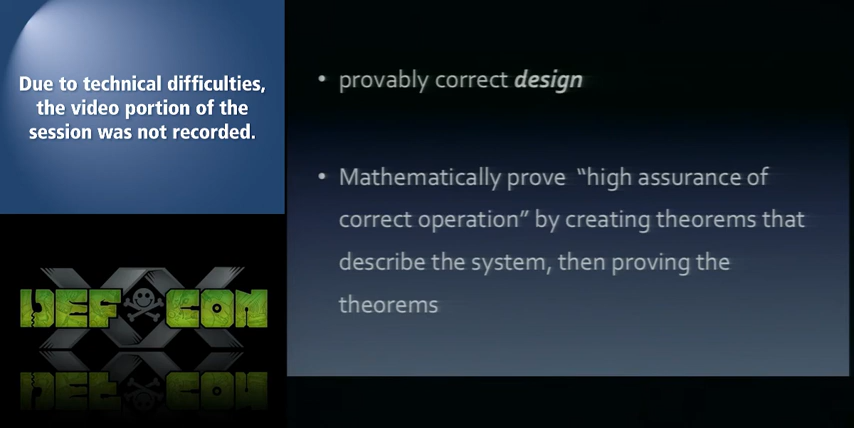 Due to technical difficulties,
the video portion of the
session was not recorded.
DEF CON
XX
• provably correct design
• Mathematically prove "high assurance of
correct operation" by creating theorems that
describe the system, then proving the
theorems